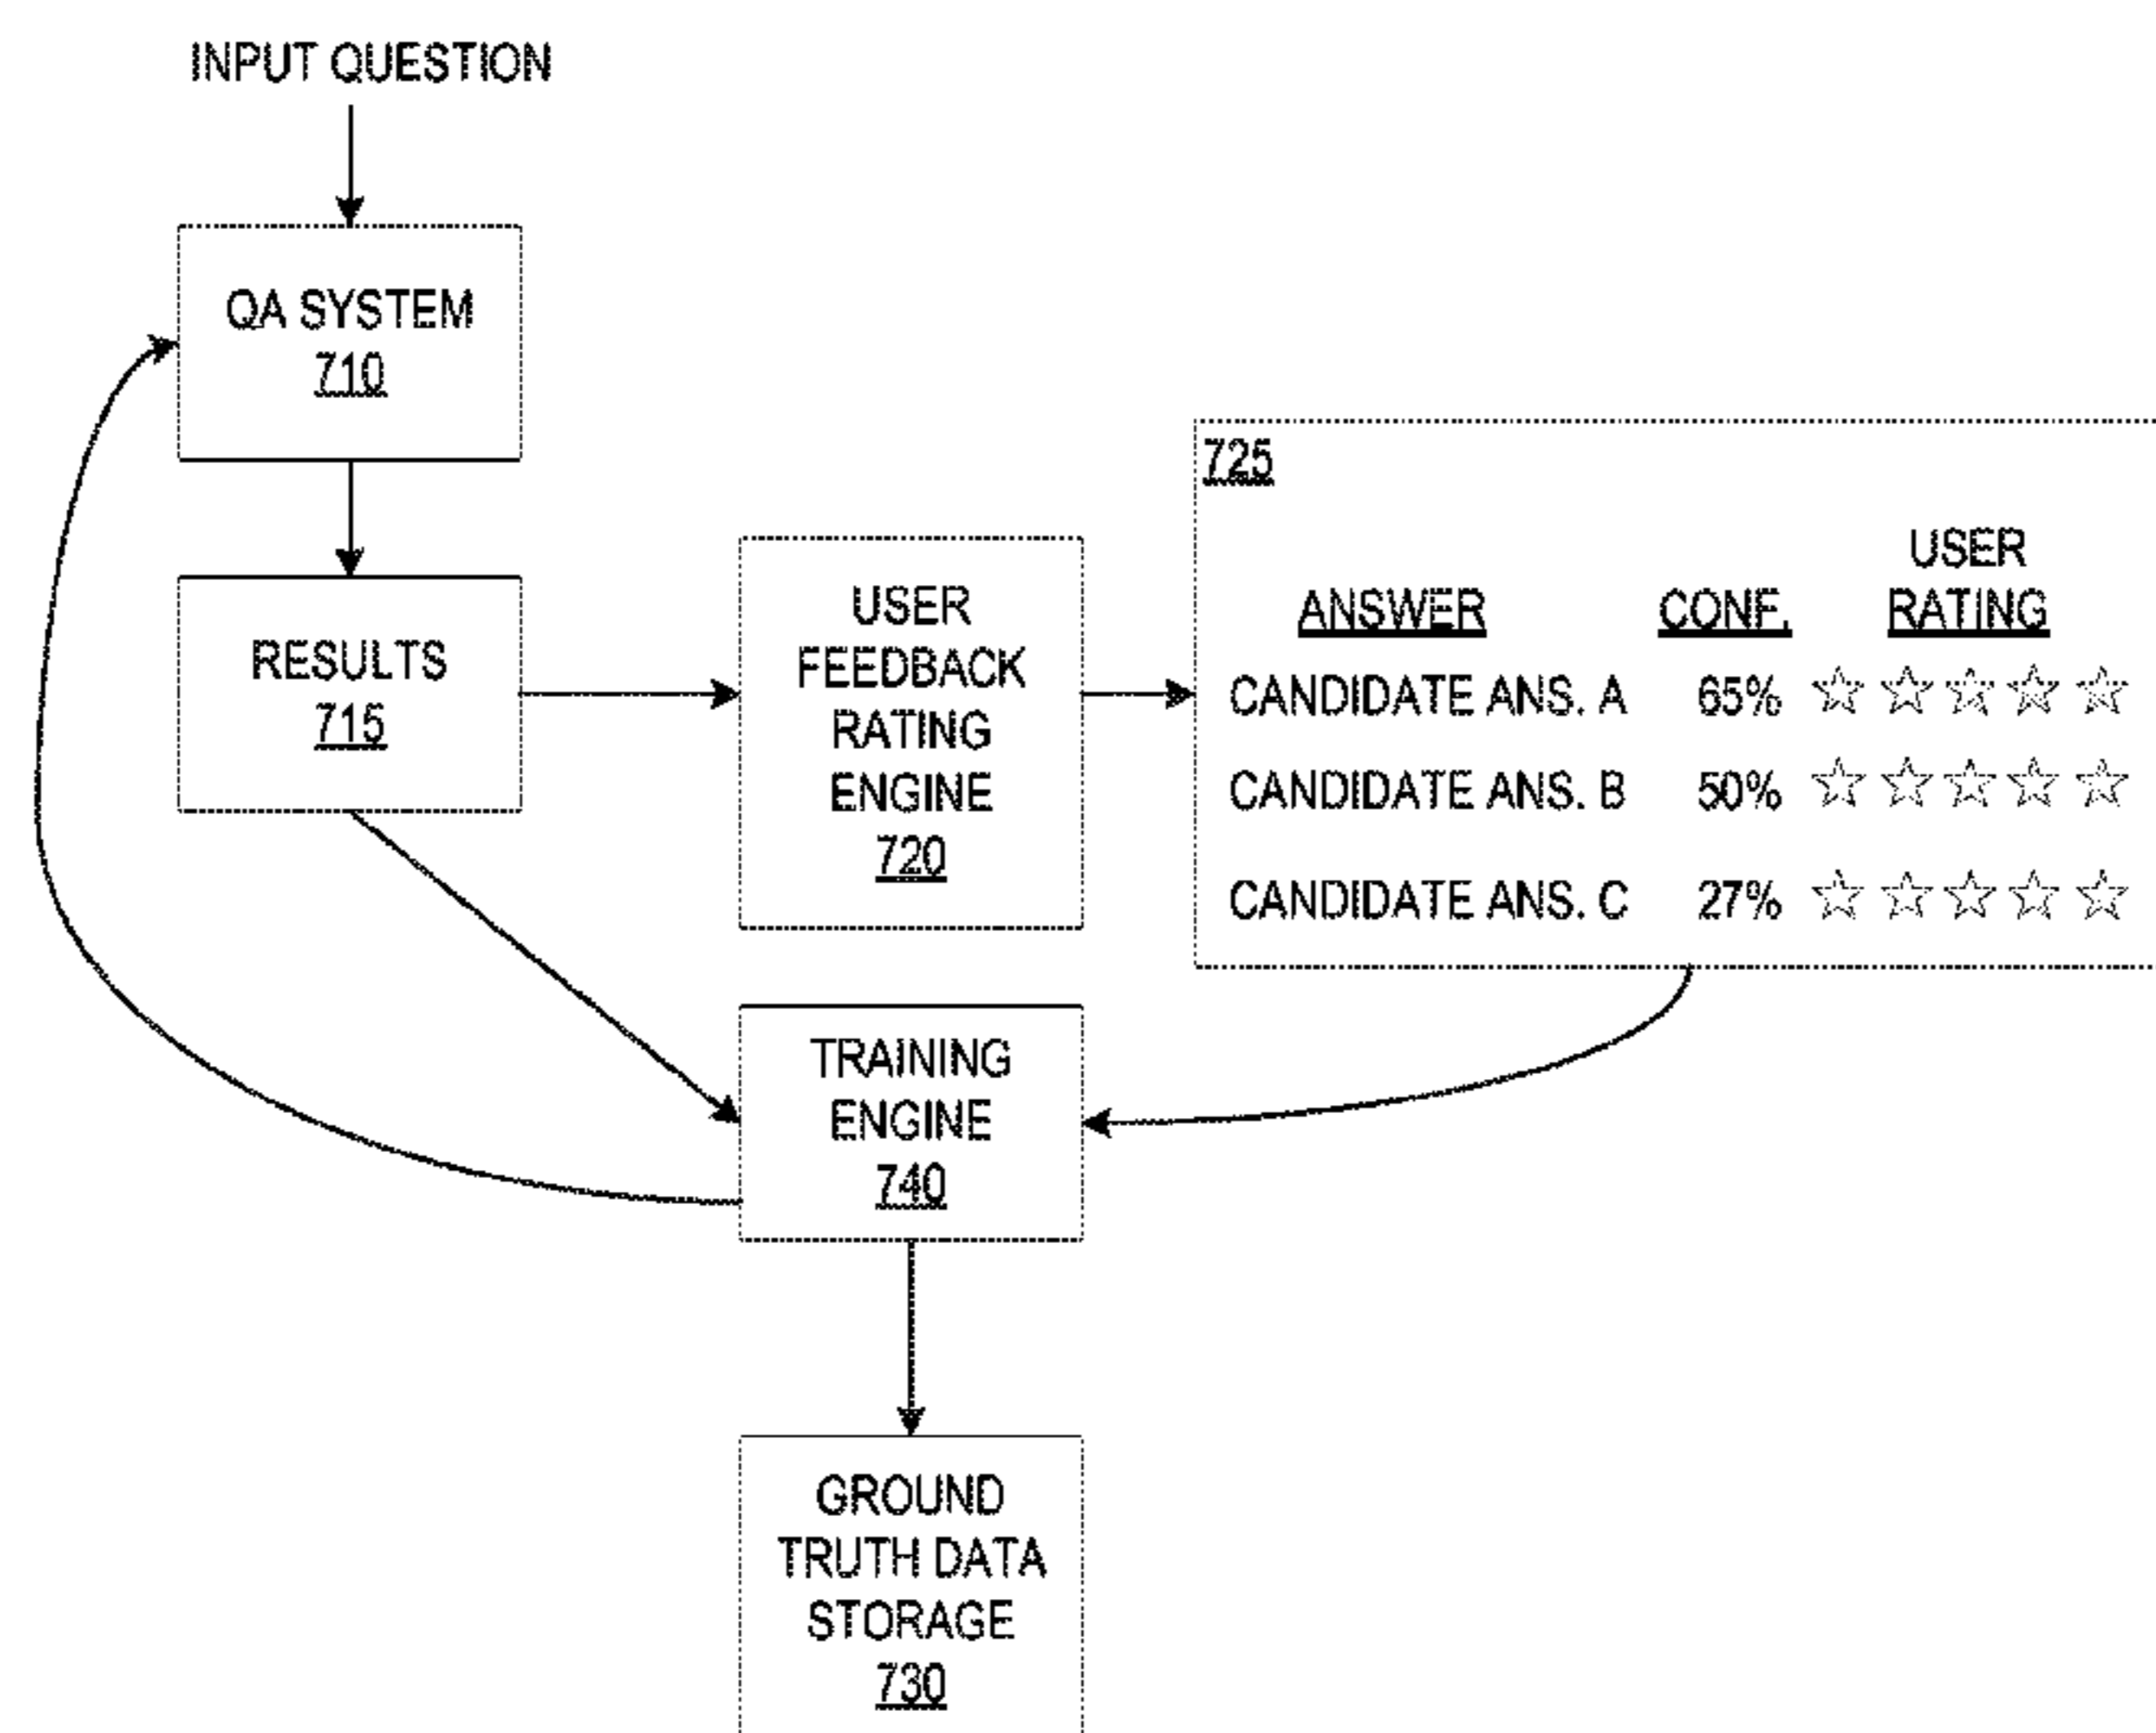 INPUT QUESTION
QA SYSTEM
710
RESULTS
715
USER
FEEDBACK
RATING
ENGINE
720
725
USER
ANSWER CONF. RATING
CANDIDATE ANS. A 65%
CANDIDATE ANS. B 50%
CANDIDATE ANS. C 27%
TRAINING
ENGINE
740
GROUND
TRUTH DATA
STORAGE
730